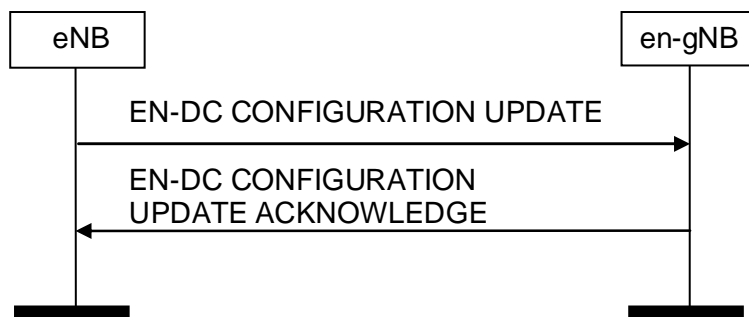 eNB
en-gNB
EN-DC CONFIGURATION UPDATE
EN-DC CONFIGURATION
UPDATE ACKNOWLEDGE